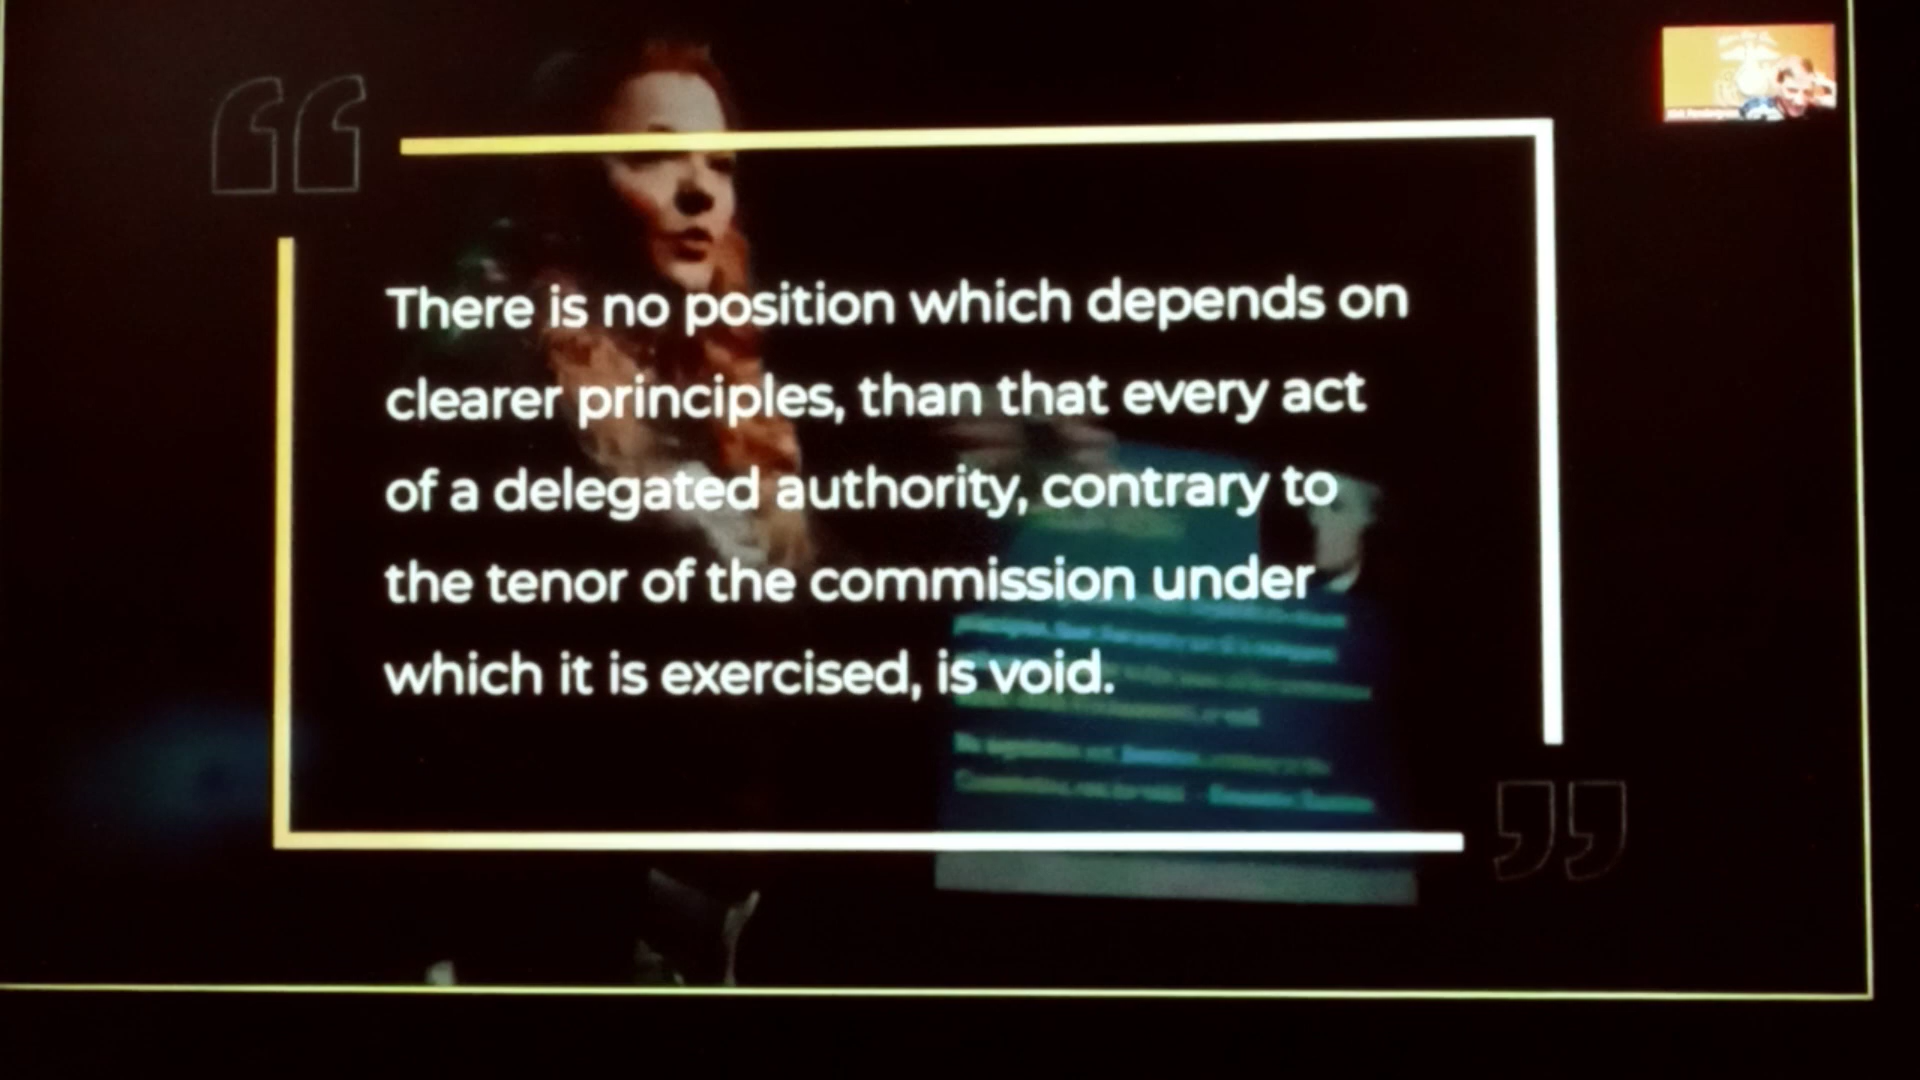 There is no position which depends on
clearer principles, than that every act
of a delegated authority, contrary to
the tenor of the commission under
which it is exercised, is void.